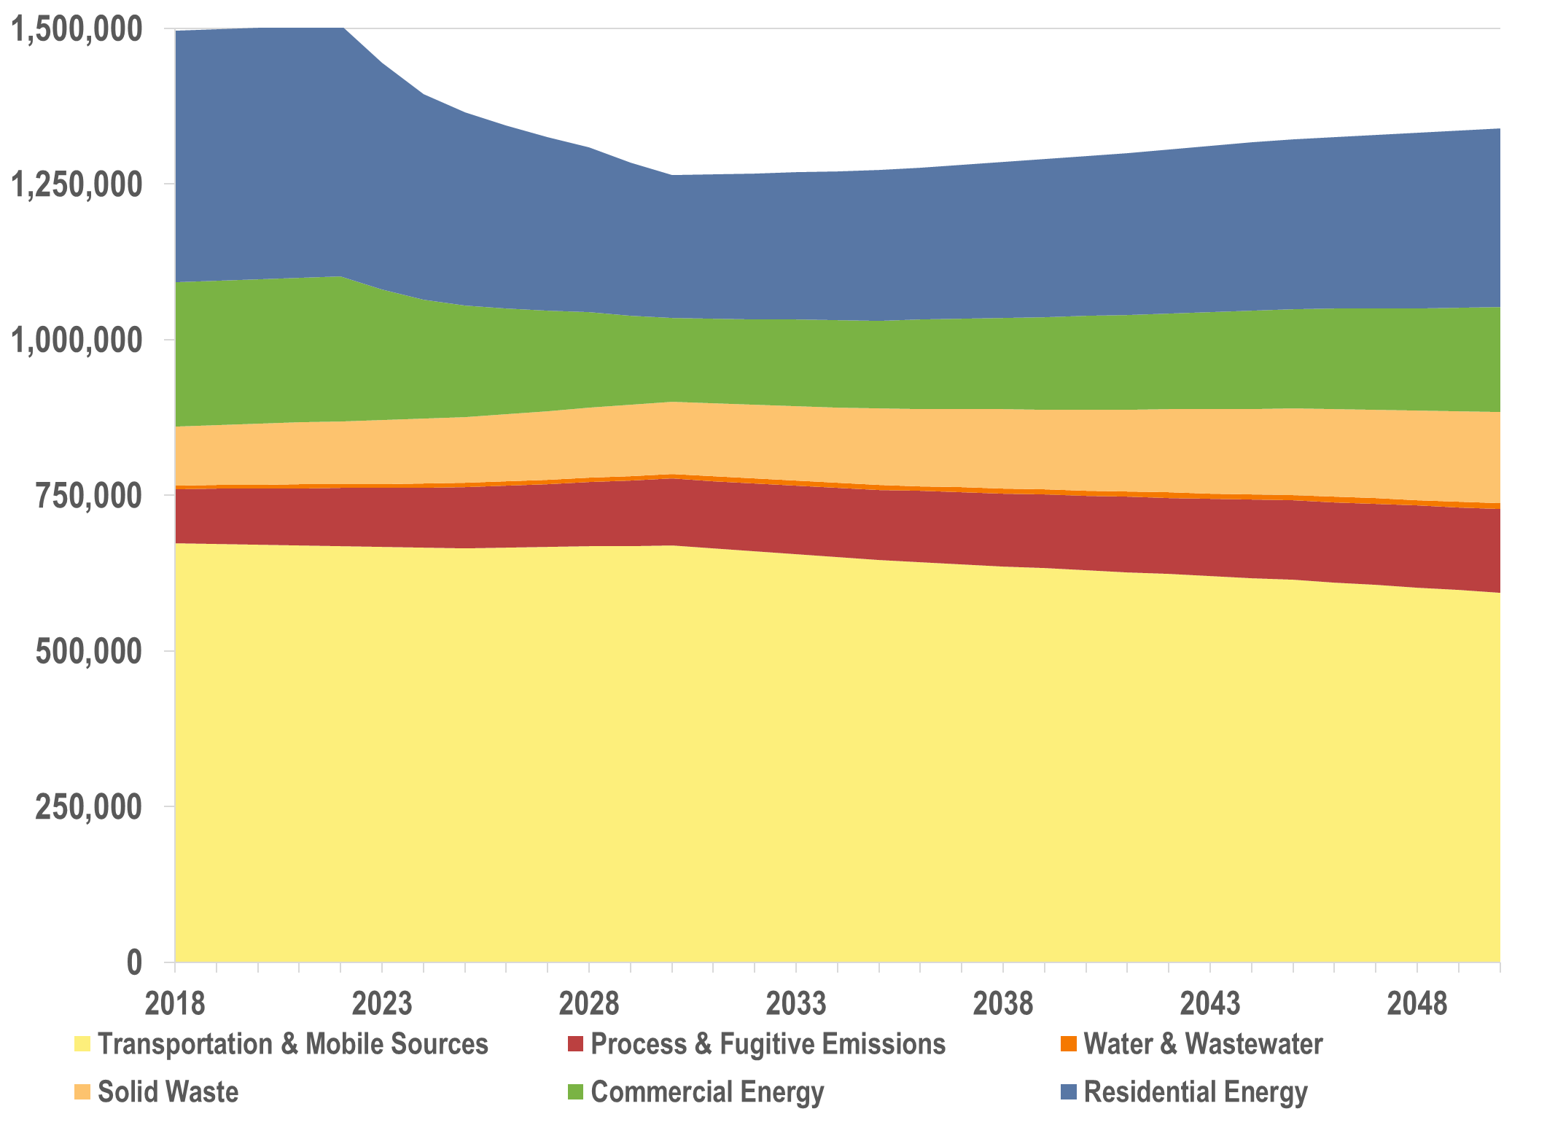 1,500,000
1,250,000
1,000,000
750,000
500,000
250,000
0
2018 2023 2028 2033 2038 2043 2048
Transportation & Mobile Sources Process & Fugitive Emissions Water & Wastewater
Solid Waste Commercial Energy Residential Energy